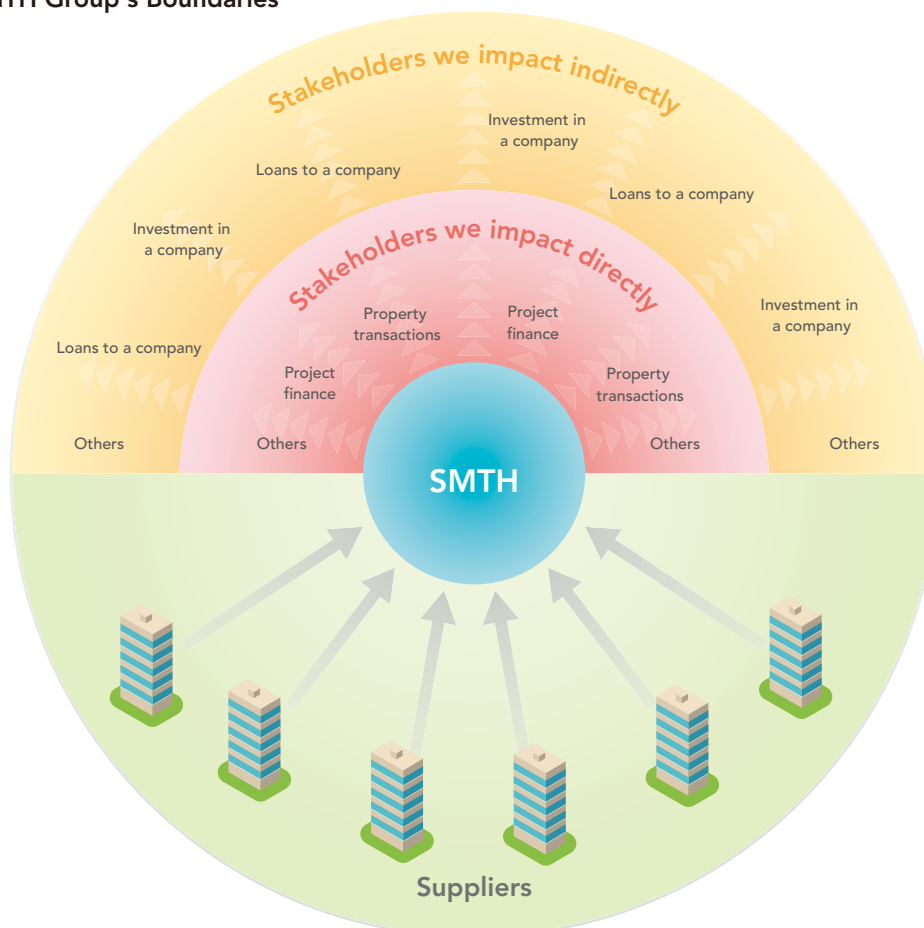 Group's Boundaries
Stakeholders we impact indirectly
Investment in
a company
Loans to a company
Loans to a company
Investment in
a company
Stakeholders we impact directly
Investment in
a company
Property
transactions
Project
finance
Loans to a company
Project
finance
Property
transactions
Others
Others
Others
Others
SMTH
Suppliers